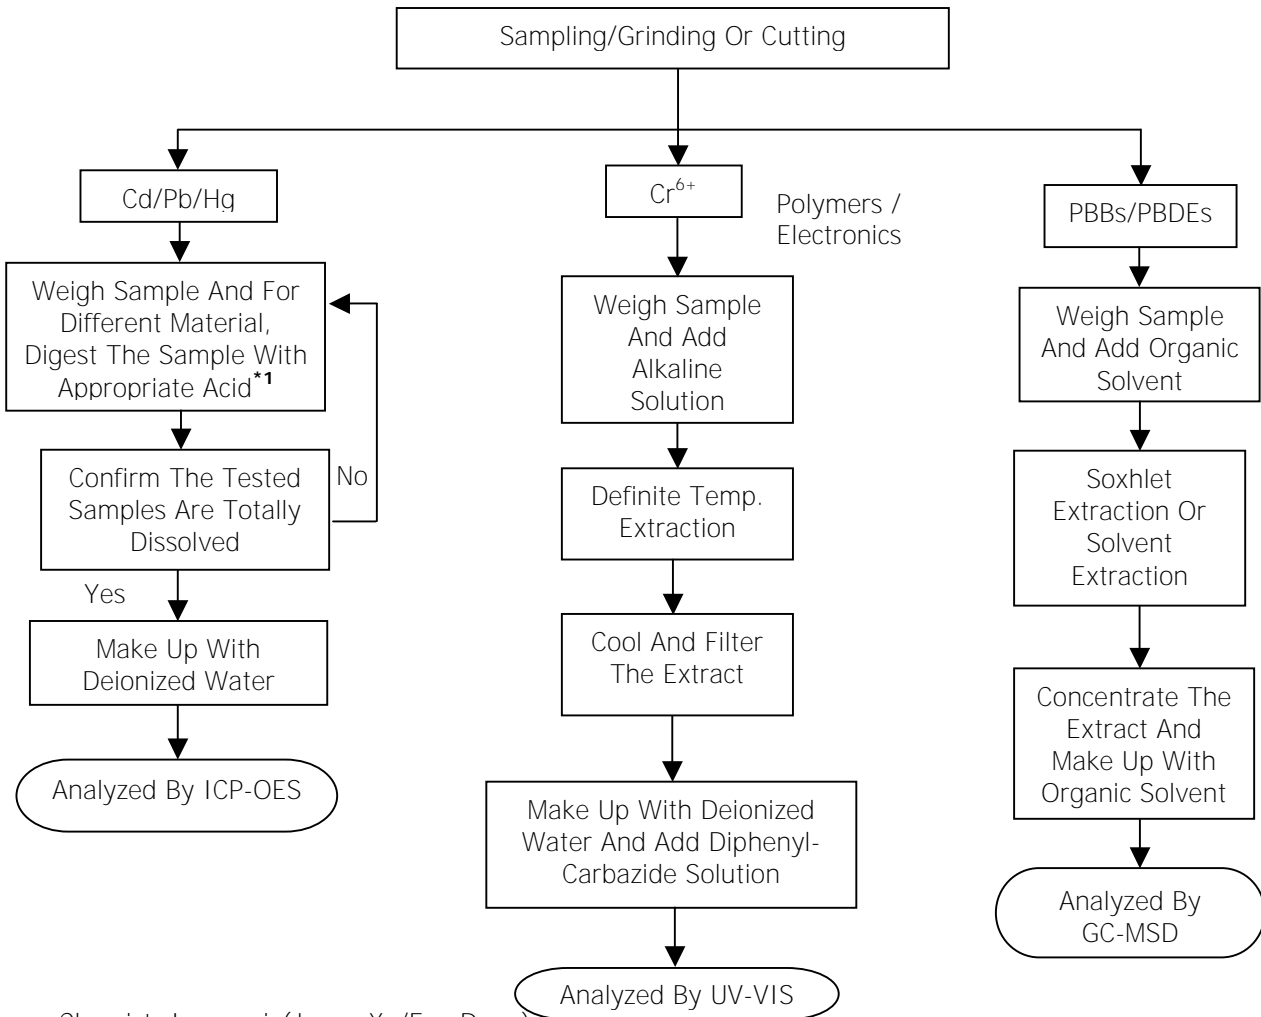 Sampling/Grinding Or Cutting
Cd/Pb/Hg
Weigh Sample And For
Different Material,
Digest The Sample With
Appropriate Acid*1
Confirm The Tested
Samples Are Totally
Dissolved
No
Yes
Make Up With
Deionized Water
Analyzed By ICP-OES
Cr6+
Polymers /
Electronics
Weigh Sample
And Add
Alkaline
Solution
Definite Temp.
Extraction
Cool And Filter
The Extract
Make Up With Deionized
Water And Add Diphenyl-
Carbazide Solution
Analyzed By UV-VIS
PBBs/PBDEs
Weigh Sample
And Add Organic
Solvent
Soxhlet
Extraction Or
Solvent
Extraction
Concentrate The
Extract And
Make Up With
Organic Solvent
Analyzed By
GC-MSD